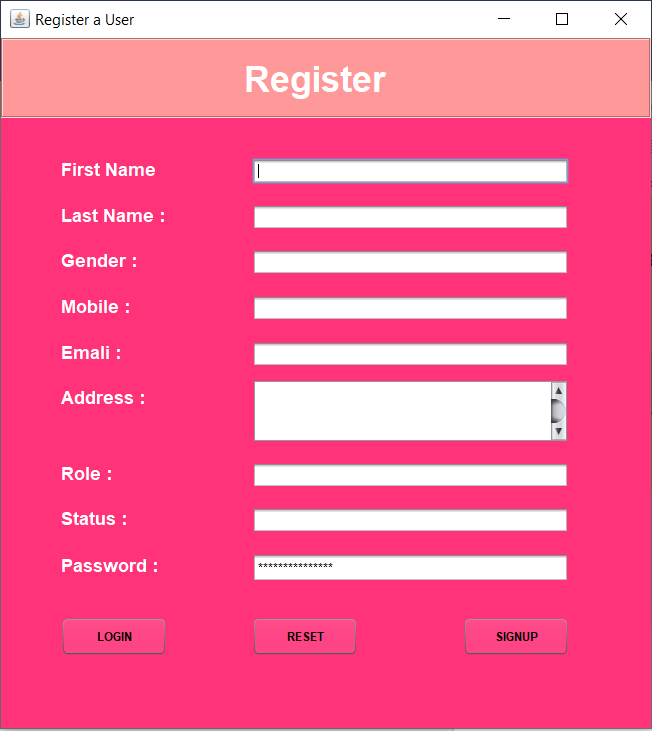 Register a User
Register
First Name
Last Name :
Gender :
Mobile :
Emali :
Address :
Role :
Status :
Password : ***************
LOGIN RESET SIGNUP